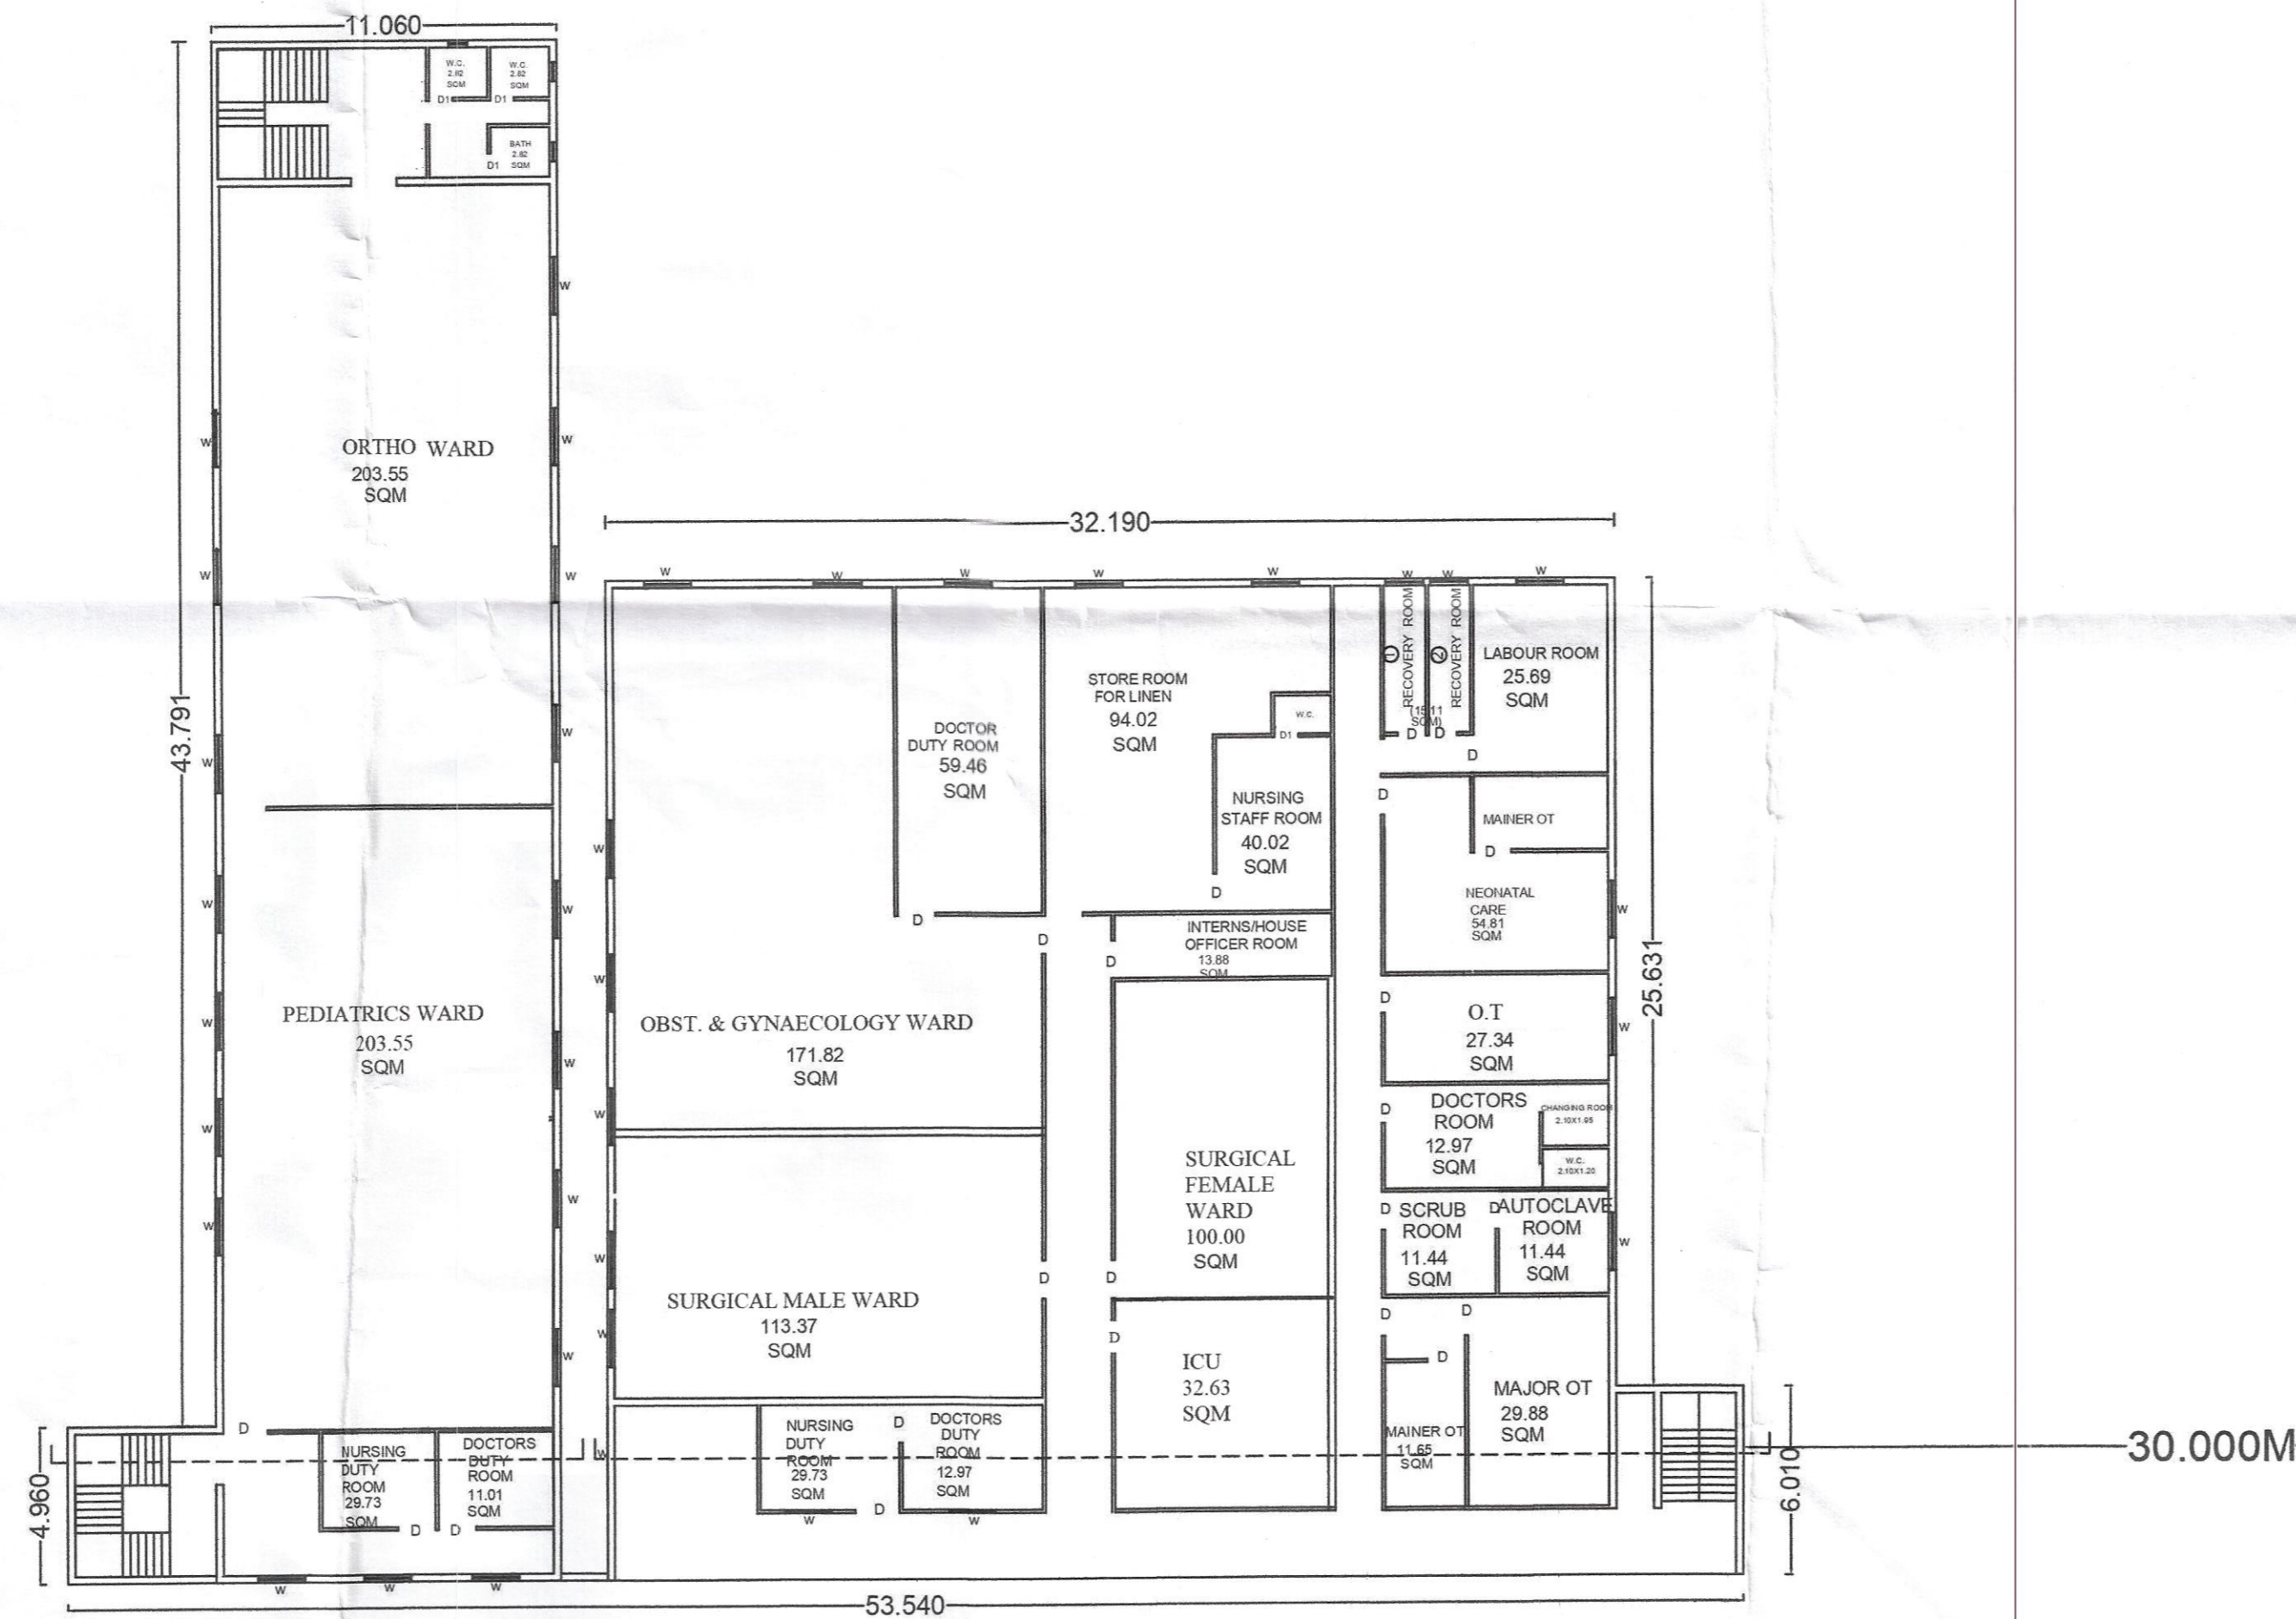 11.060
W.C.
2.82
SQM
W.C.
2.82
SQM
D1
D1
BATH
2.82
SQM
D1
W
ORTHO WARD
203.55
SQM
W
W
W
W
43.791
W
W
W
W
PEDIATRICS WARD
203.55
SQM
W
W
W
W
W
W
W
D
NURSING
DUTY
ROOM
29.73
SQM
DOCTORS
DUTY
ROOM
11.01
SQM
D
D
W
W
W
4.960
32.190
W
W
W
W
W
W
W
W
DOCTOR
DUTY ROOM
59.46
SQM
D
STORE ROOM
FOR LINEN
94.02
SQM
W.C.
D1
NURSING
STAFF ROOM
40.02
SQM
D
INTERNS/HOUSE
OFFICER ROOM
13.88
SQM
D
D
W
W
W
OBST. & GYNAECOLOGY WARD
171.82
SQM
SURGICAL MALE WARD
113.37
SQM
W
W
W
D
D
SURGICAL
FEMALE
WARD
100.00
SQM
D
ICU
32.63
SQM
NURSING
DUTY
ROOM
29.73
SQM
D
DOCTORS
DUTY
ROOM
12.97
SQM
D
W
W
1
RECOVERY ROOM
2
RECOVERY ROOM
(15.11
SQM)
D
D
LABOUR ROOM
25.69
SQM
D
D
MAINER OT
D
NEONATAL
CARE
54.81
SQM
W
D
O.T
27.34
SQM
W
D
DOCTORS
ROOM
12.97
SQM
CHANGING ROOM
2.10X1.95
W.C.
2.10X1.20
D
SCRUB
ROOM
11.44
SQM
D
AUTOCLAVE
ROOM
11.44
SQM
W
D
D
D
MAINER OT
11.65
SQM
MAJOR OT
29.88
SQM
25.631
6.010
30.000M
53.540